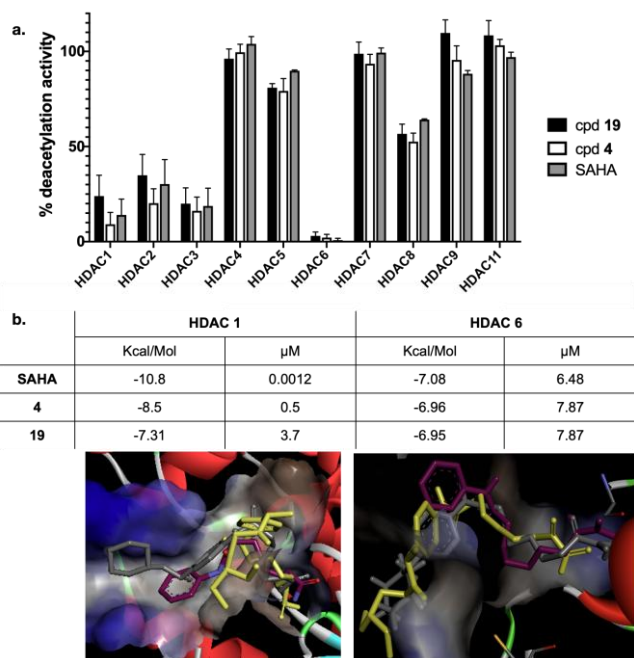 a.
% deacetylation activity
100
50
0
HDAC1
HDAC2
HDAC3
HDAC4
HDAC5
HDAC6
HDAC7
HDAC8
HDAC9
HDAC11
cpd 19
cpd 4
SAHA
b.
HDAC 1 HDAC 6
Kcal/Mol µM Kcal/Mol µM
SAHA -10.8 0.0012 -7.08 6.48
4 -8.5 0.5 -6.96 7.87
19 -7.31 3.7 -6.95 7.87